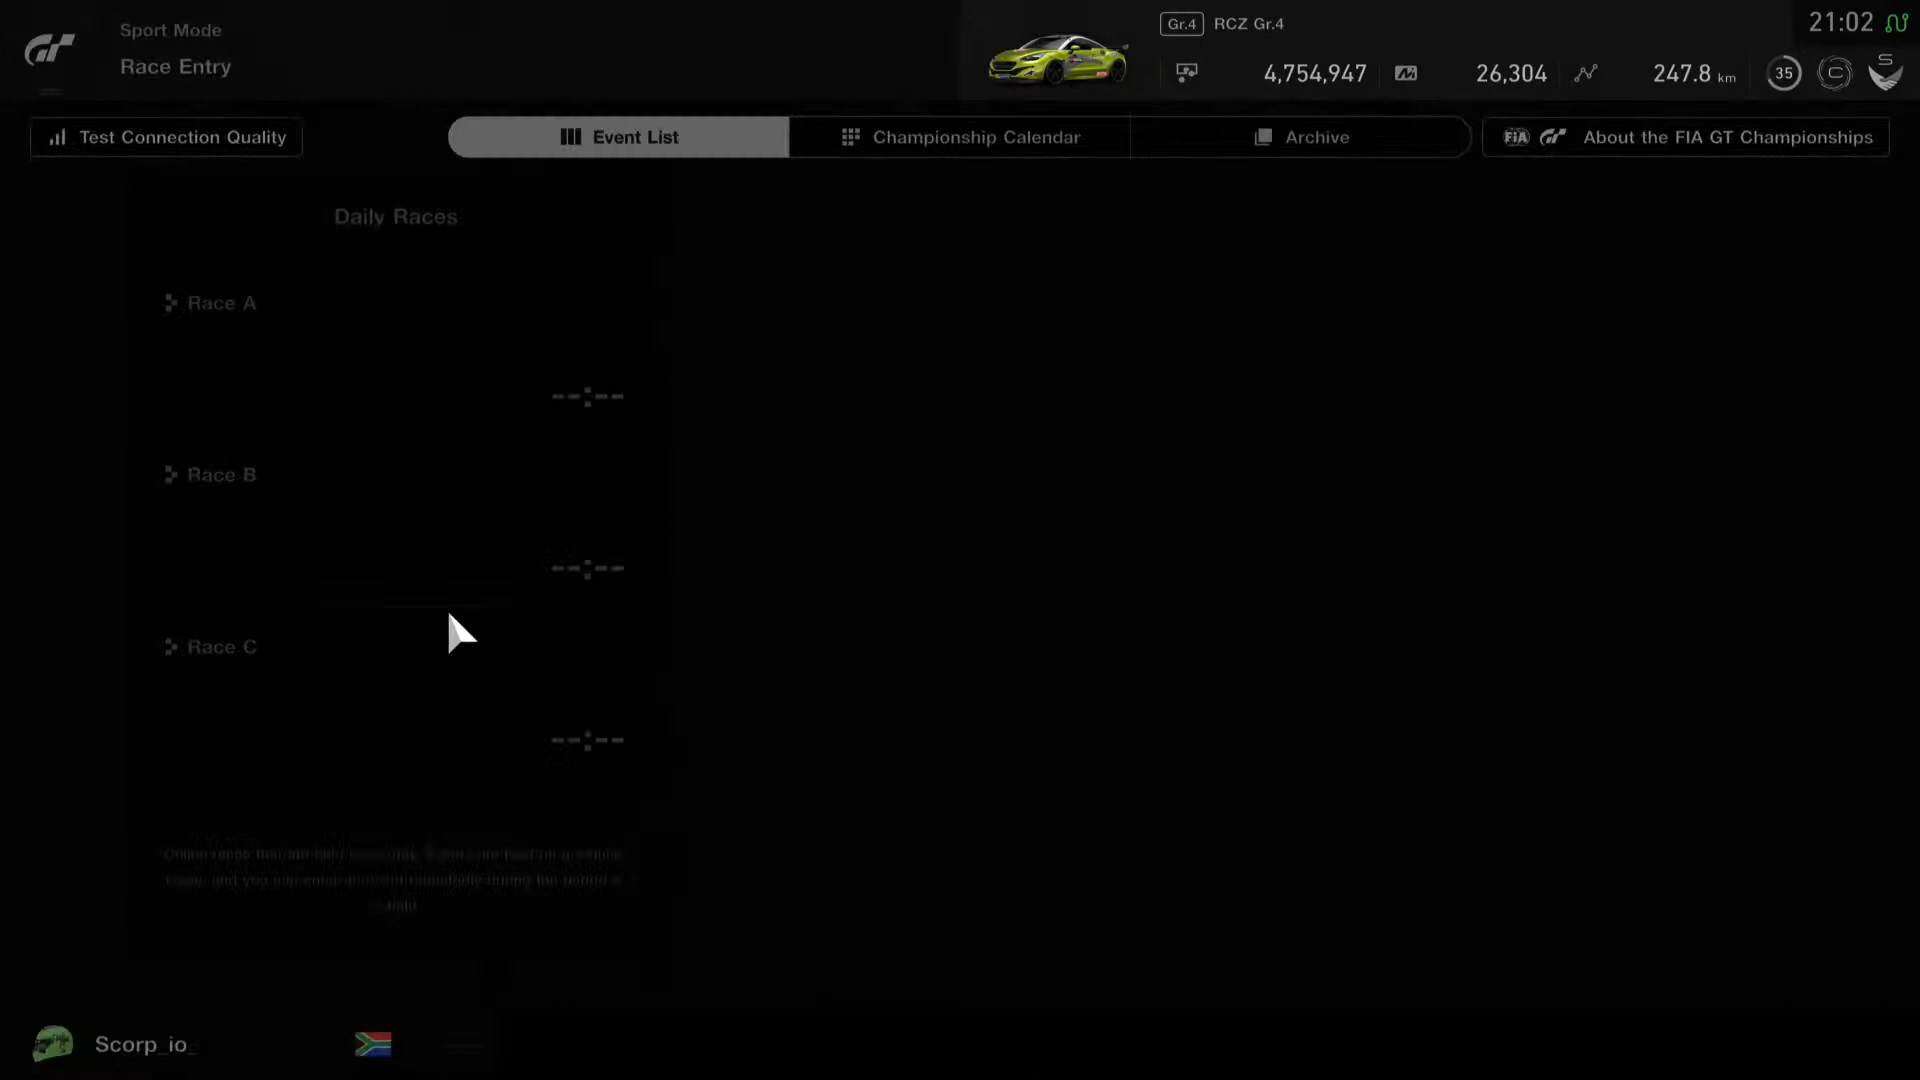 Sport Mode
Race Entry
Gr.4 RCZ Gr.4
21:02
4,754,947
26,304
247.8 km
35
C
S
Test Connection Quality
Event List
Championship Calendar
Archive
FIA GT About the FIA GT Championships
Daily Races
Race A
--:--
Race B
--:--
Race C
--:--
Scorp_io_